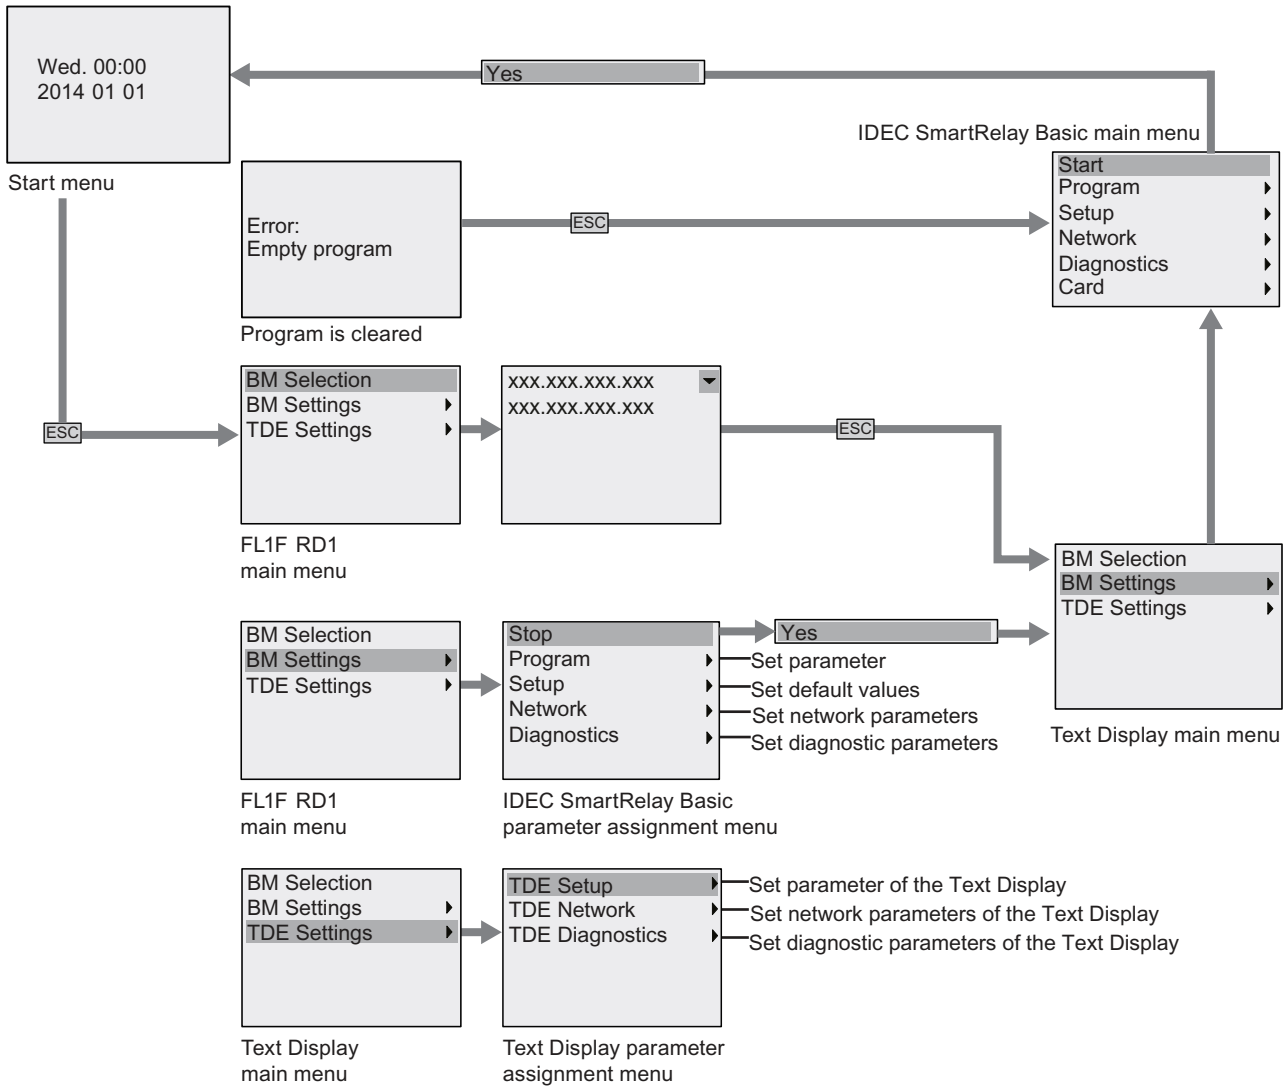 Wed. 00:00
2014 01 01
Start menu
Yes
IDEC SmartRelay Basic main menu
Start
Program
Setup
Network
Diagnostics
Card
Error:
Empty program
ESC
Program is cleared
ESC
BM Selection
BM Settings
TDE Settings
xxx.xxx.xxx.xxx
xxx.xxx.xxx.xxx
ESC
FL1F RD1
main menu
BM Selection
BM Settings
TDE Settings
Text Display main menu
BM Selection
BM Settings
TDE Settings
Stop
Program
Setup
Network
Diagnostics
Yes
Set parameter
Set default values
Set network parameters
Set diagnostic parameters
FL1F RD1
main menu
IDEC SmartRelay Basic
parameter assignment menu
BM Selection
BM Settings
TDE Settings
TDE Setup
TDE Network
TDE Diagnostics
Set parameter of the Text Display
Set network parameters of the Text Display
Set diagnostic parameters of the Text Display
Text Display
main menu
Text Display parameter
assignment menu